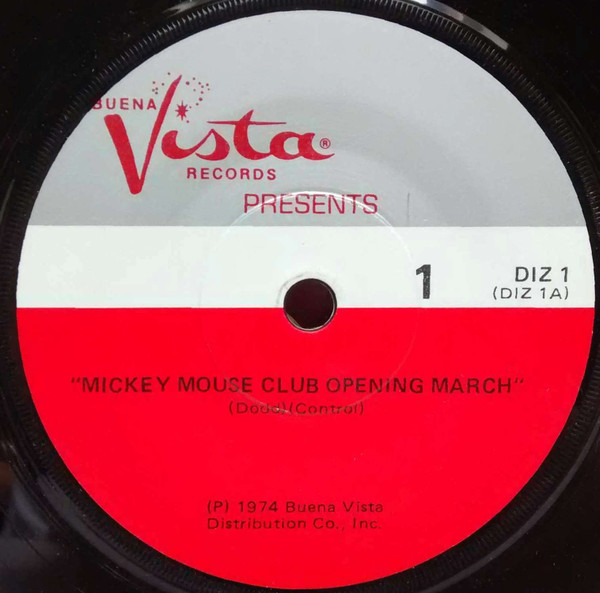 BUENA
Vista®
RECORDS
PRESENTS
1
DIZ 1
(DIZ 1A)
"MICKEY MOUSE CLUB OPENING MARCH"
(Dodd)(Control)
(P) 1974 Buena Vista
Distribution Co., Inc.